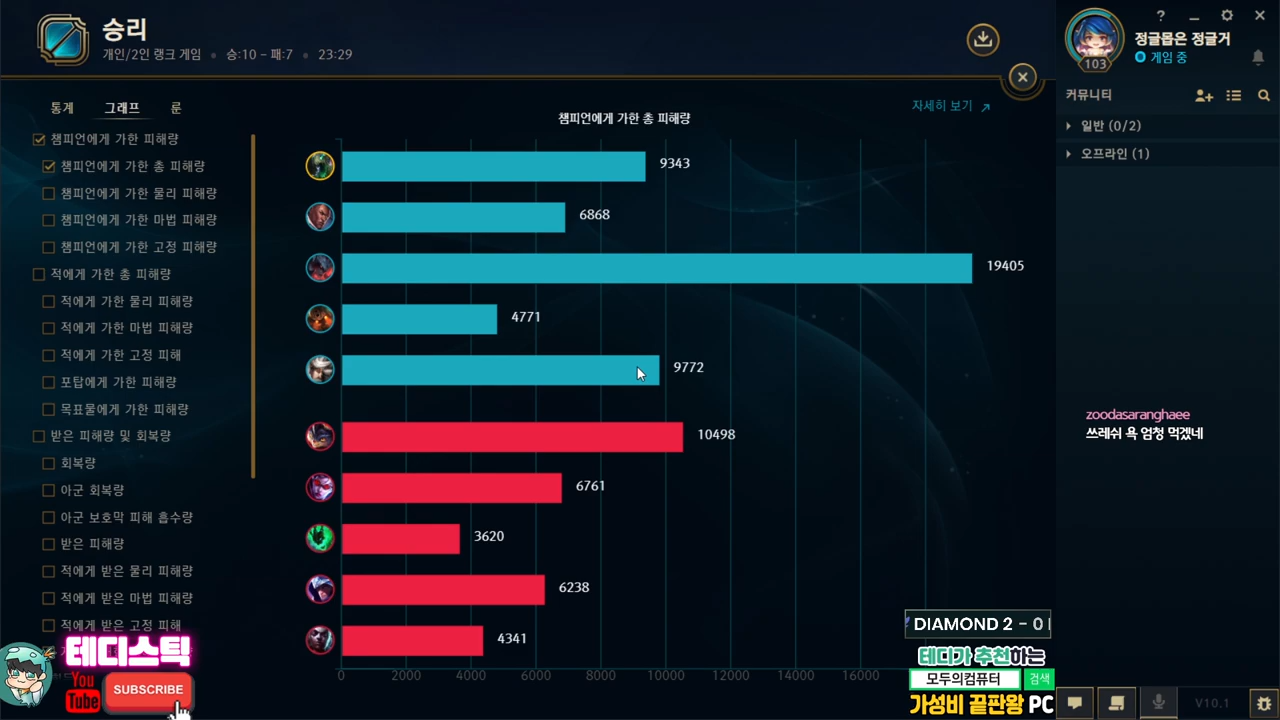 승리
개인/2인 랭크 게임 • 승:10 – 패:7 • 23:29
통계 그래프 룬
챔피언에게 가한 피해량
챔피언에게 가한 총 피해량
챔피언에게 가한 물리 피해량
챔피언에게 가한 마법 피해량
챔피언에게 가한 고정 피해량
적에게 가한 총 피해량
적에게 가한 물리 피해량
적에게 가한 마법 피해량
적에게 가한 고정 피해
포탑에게 가한 피해량
목표물에게 가한 피해량
받은 피해량 및 회복량
회복량
아군 회복량
아군 보호막 피해 흡수량
받은 피해량
적에게 받은 물리 피해량
적에게 받은 마법 피해량
적에게 받은 고정 피해
테디스틱
You
Tube
SUBSCRIBE
자세히 보기
챔피언에게 가한 총 피해량
9343
6868
19405
4771
9772
10498
6761
3620
6238
4341
0 2000 4000 6000 8000 10000 12000 14000 16000
103
정글몹은 정글거
게임 중
커뮤니티
일반 (0/2)
오프라인 (1)
zoodasaranghaee
쓰레쉬 욕 엄청 먹겠네
DIAMOND 2 - 0
테디가 추천하는
모두의컴퓨터 검색
가성비 끝판왕 PC
V10.1